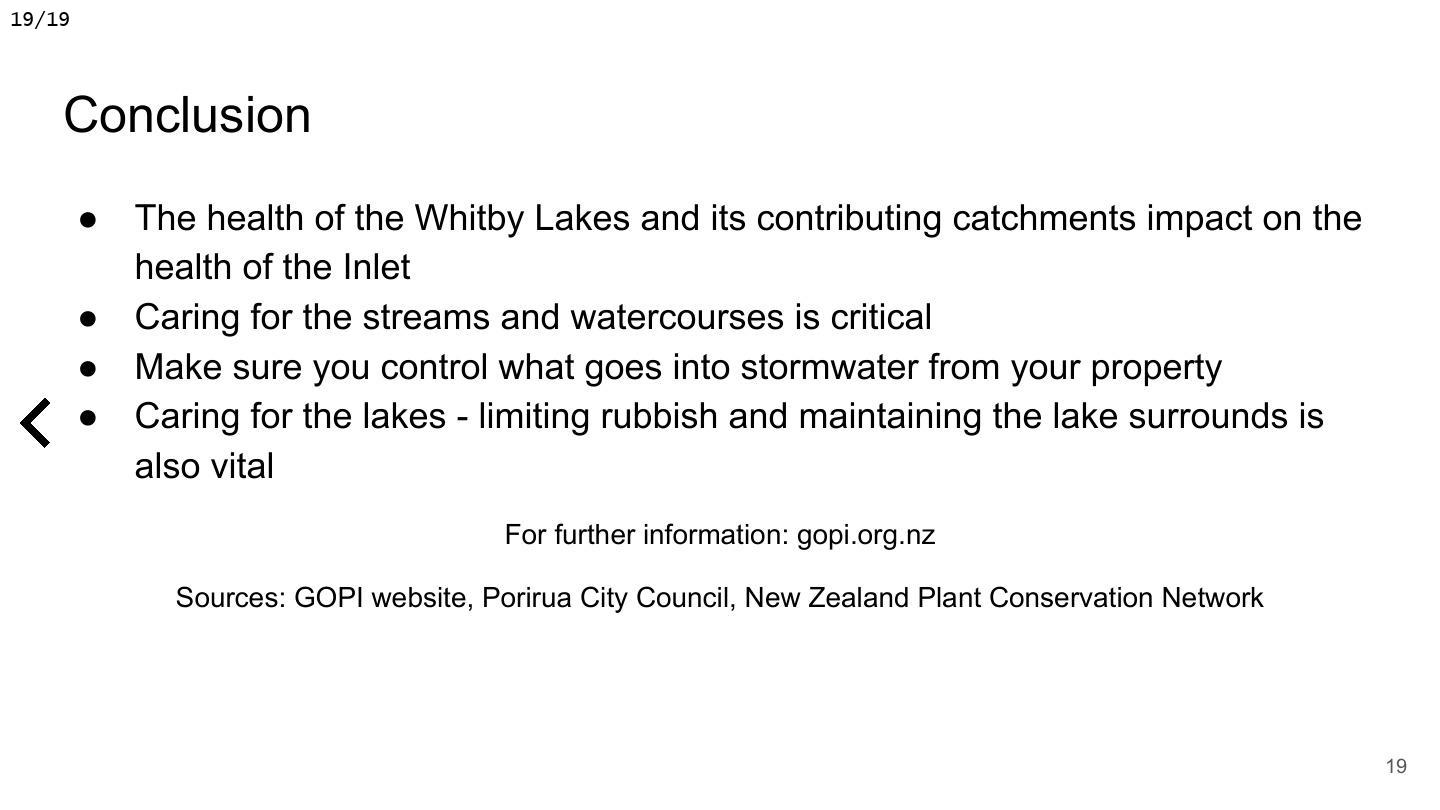 19/19
Conclusion
● The health of the Whitby Lakes and its contributing catchments impact on the
health of the Inlet
● Caring for the streams and watercourses is critical
● Make sure you control what goes into stormwater from your property
● Caring for the lakes - limiting rubbish and maintaining the lake surrounds is
also vital
For further information: gopi.org.nz
Sources: GOPI website, Porirua City Council, New Zealand Plant Conservation Network
19